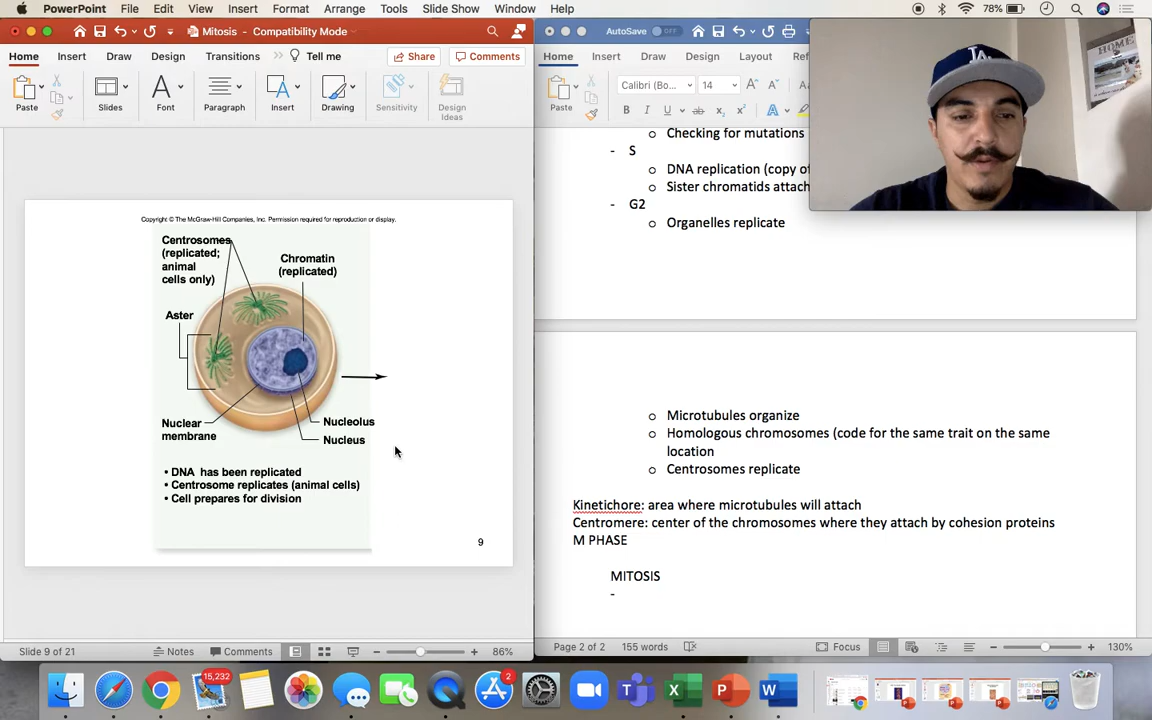 PowerPoint File Edit View Insert Format Arrange Tools Slide Show Window Help 78%
Mitosis - Compatibility Mode
AutoSave OFF
Home Insert Draw Design Transitions Tell me Share Comments
Home Insert Draw Design Layout
Paste Slides Font Paragraph Insert Drawing Sensitivity Design Ideas
Paste Calibri (Bo... 14
Copyright © The McGraw-Hill Companies, Inc. Permission required for reproduction or display.
Centrosomes
(replicated;
animal
cells only)
Chromatin
(replicated)
Aster
Nuclear
membrane
Nucleolus
Nucleus
• DNA has been replicated
• Centrosome replicates (animal cells)
• Cell prepares for division
9
Slide 9 of 21 Notes Comments 86%
o Checking for mutations
- S
o DNA replication (copy of
o Sister chromatids attach
- G2
o Organelles replicate
o Microtubules organize
o Homologous chromosomes (code for the same trait on the same
location
o Centrosomes replicate
Kinetichore: area where microtubules will attach
Centromere: center of the chromosomes where they attach by cohesion proteins
M PHASE
MITOSIS
-
Page 2 of 2 155 words Focus 130%
HOME
LA
15,232
2